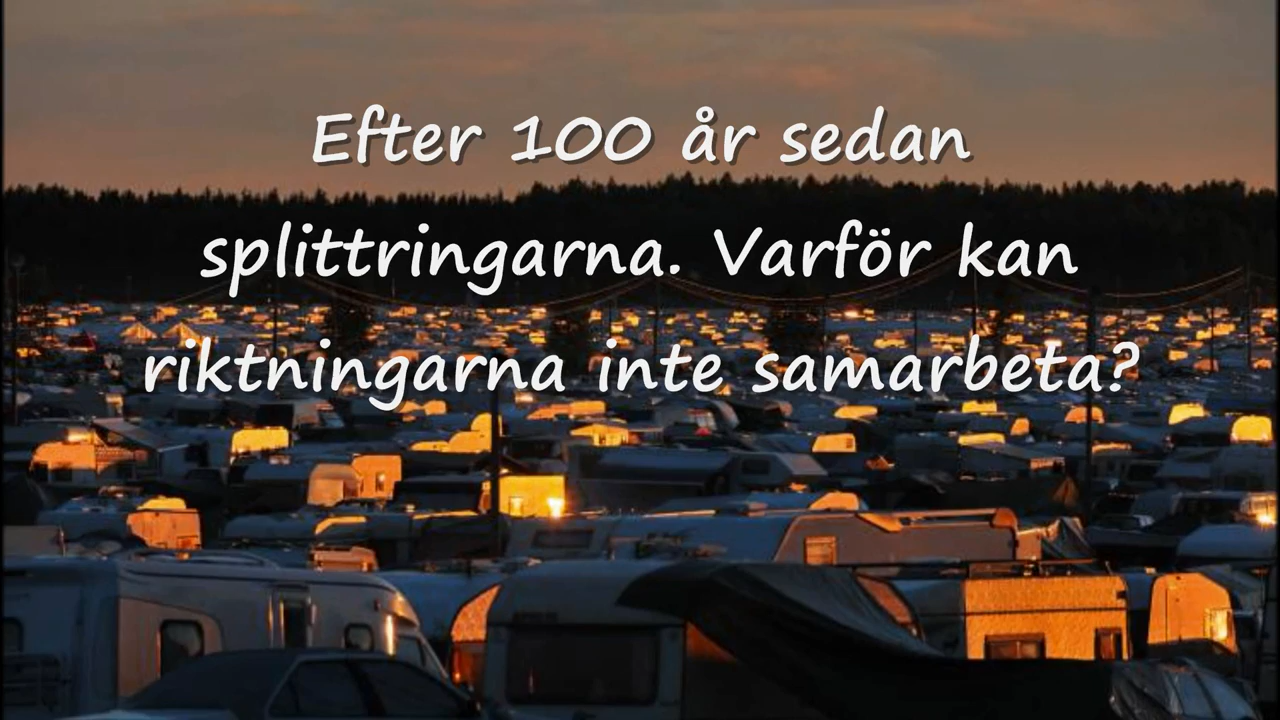 Efter 100 år sedan
splittringarna. Varför kan
riktningarna inte samarbeta?